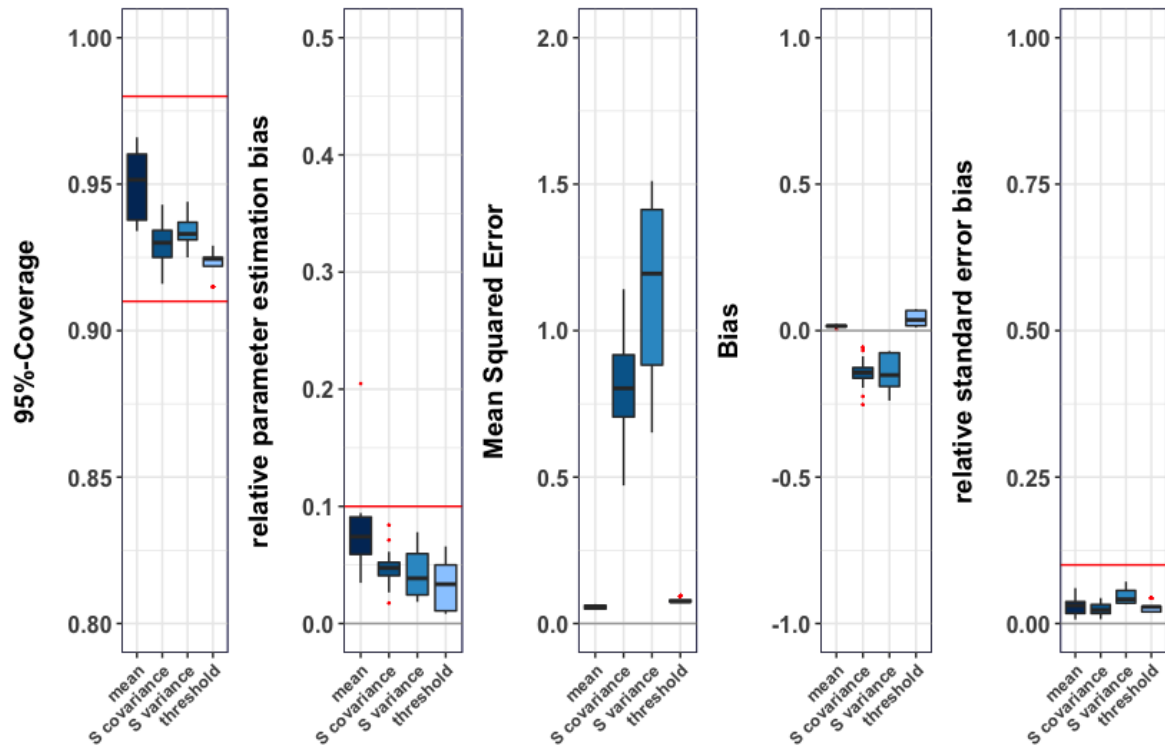 95%-Coverage
1.00
0.95
0.90
0.85
0.80
mean
S covariance
S variance
threshold
relative parameter estimation bias
0.5
0.4
0.3
0.2
0.1
0.0
mean
S covariance
S variance
threshold
Mean Squared Error
2.0
1.5
1.0
0.5
0.0
mean
S covariance
S variance
threshold
Bias
1.0
0.5
0.0
-0.5
-1.0
mean
S covariance
S variance
threshold
relative standard error bias
1.00
0.75
0.50
0.25
0.00
mean
S covariance
S variance
threshold